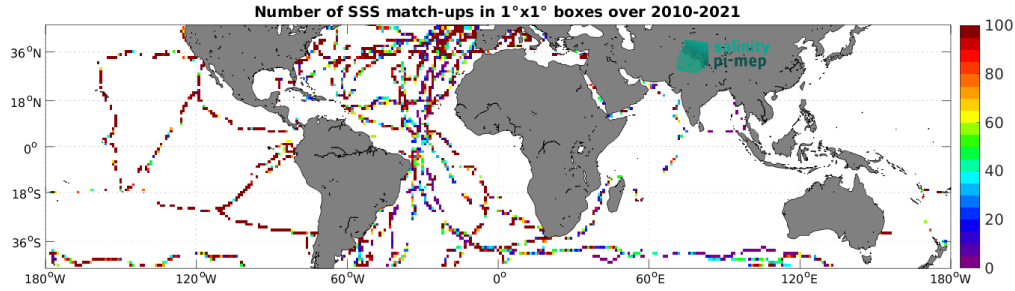 Number of SSS match-ups in 1°x1° boxes over 2010-2021
salinity
pi-mep
36°N
18°N
0°
18°S
36°S
180°W
120°W
60°W
0°
60°E
120°E
180°W
100
80
60
40
20
0